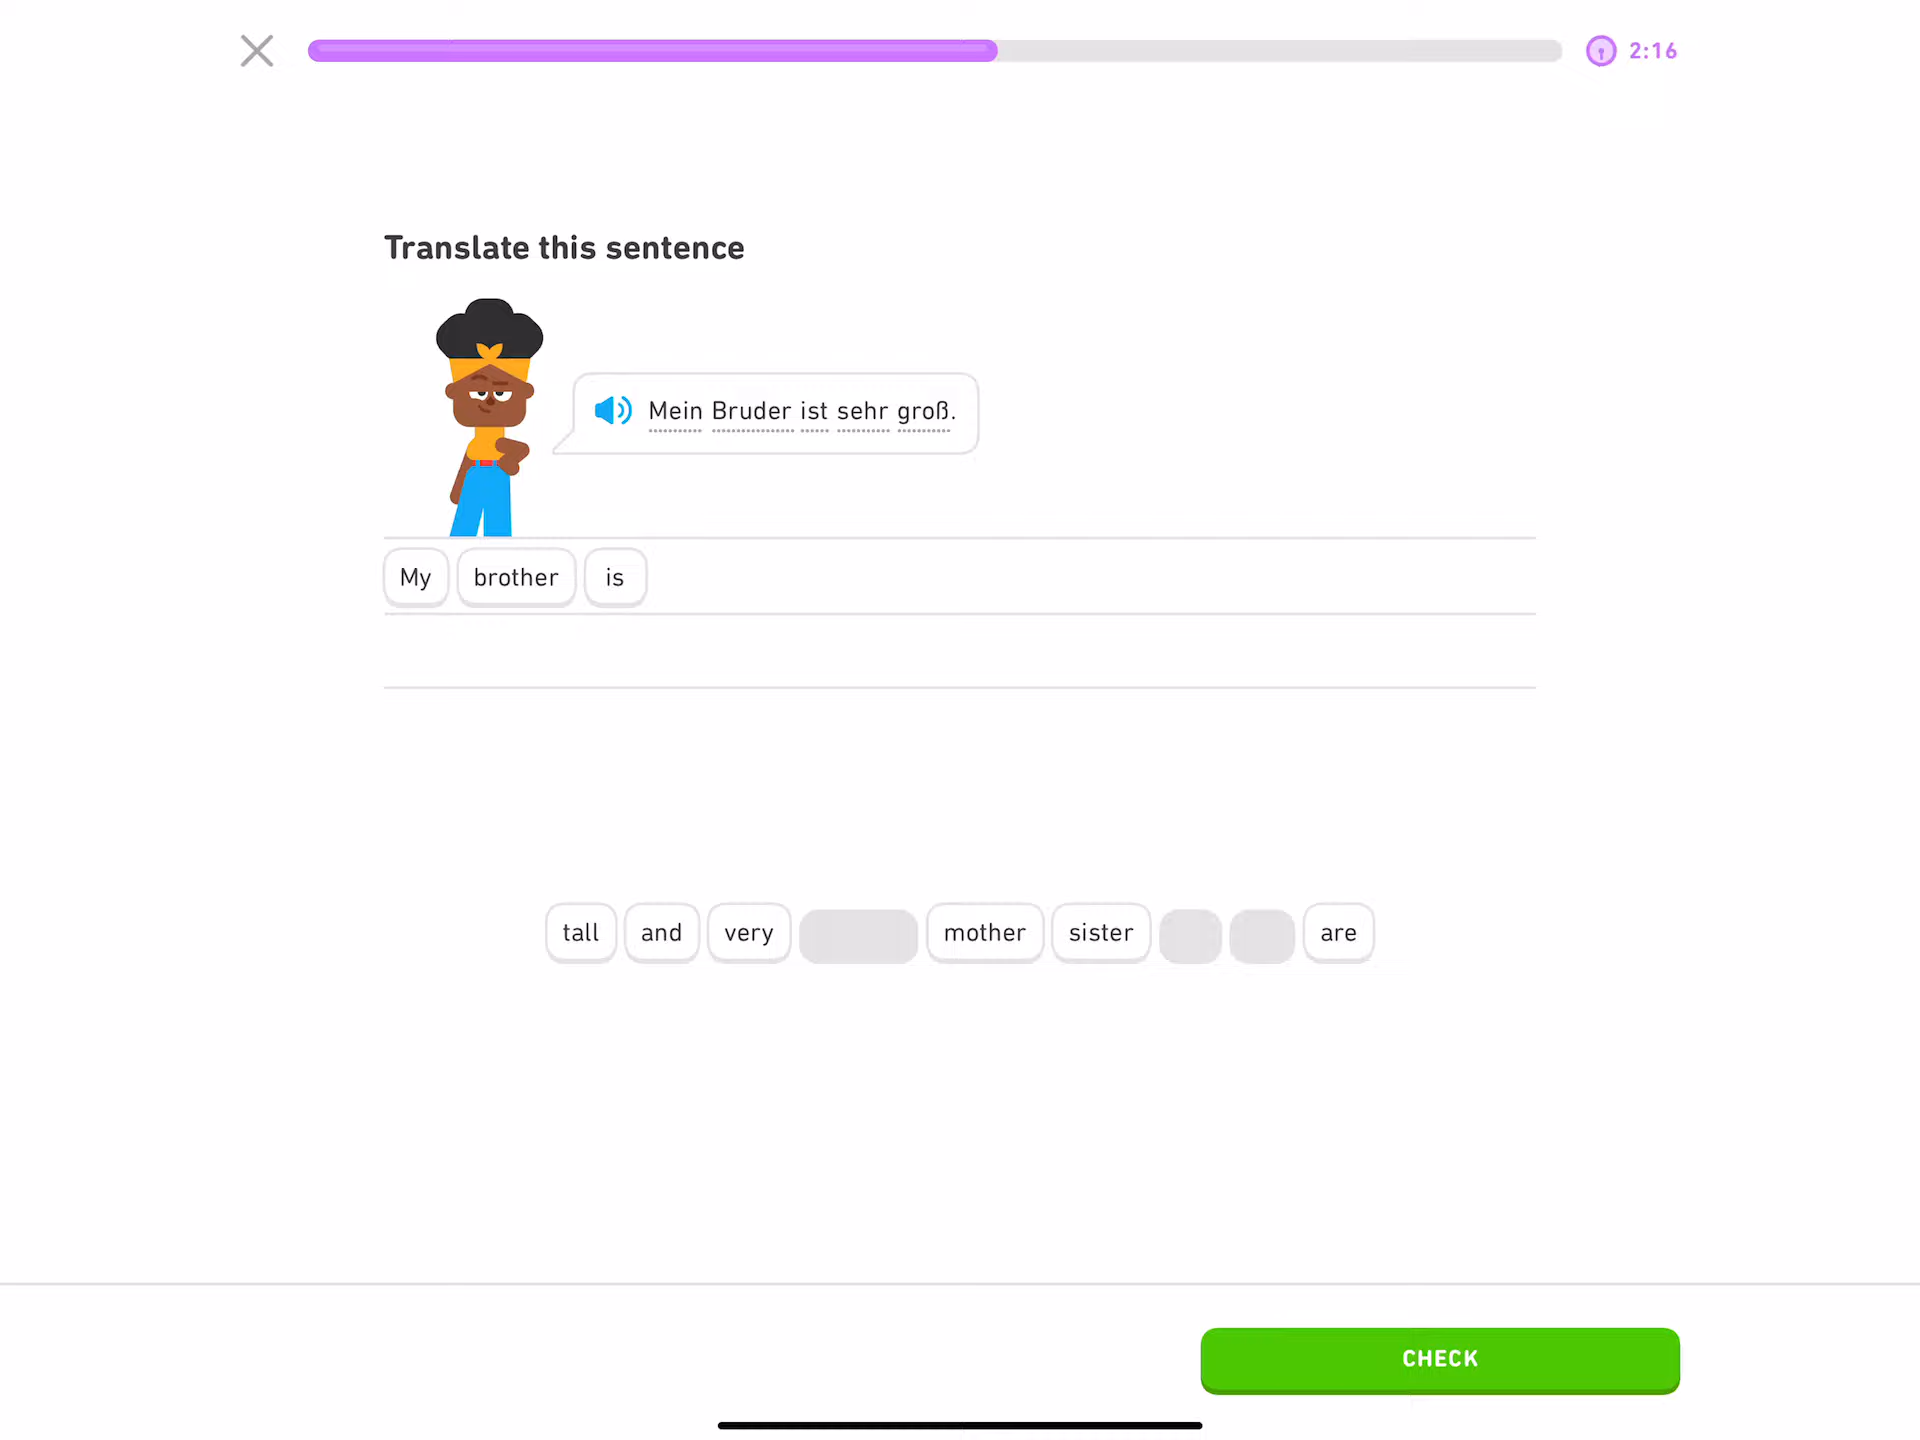 2:16
Translate this sentence
Mein Bruder ist sehr groß.
My brother is
tall and very mother sister are
CHECK